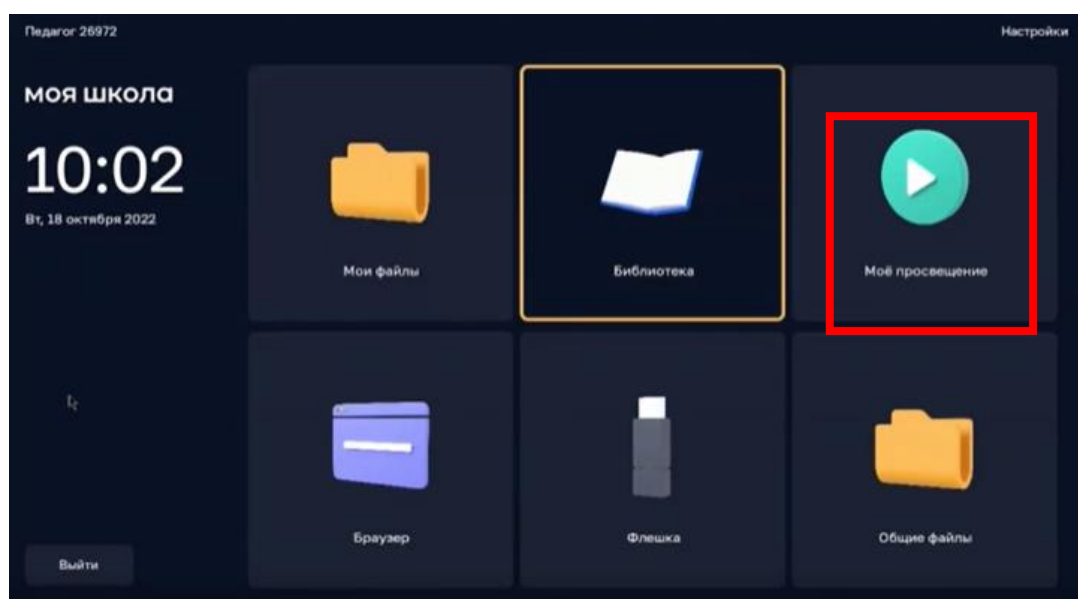 Педагог 26972
Настройки
моя школа
10:02
Вт, 18 октября 2022
Мои файлы
Библиотека
Моё просвещение
Браузер
Флешка
Общие файлы
Выйти